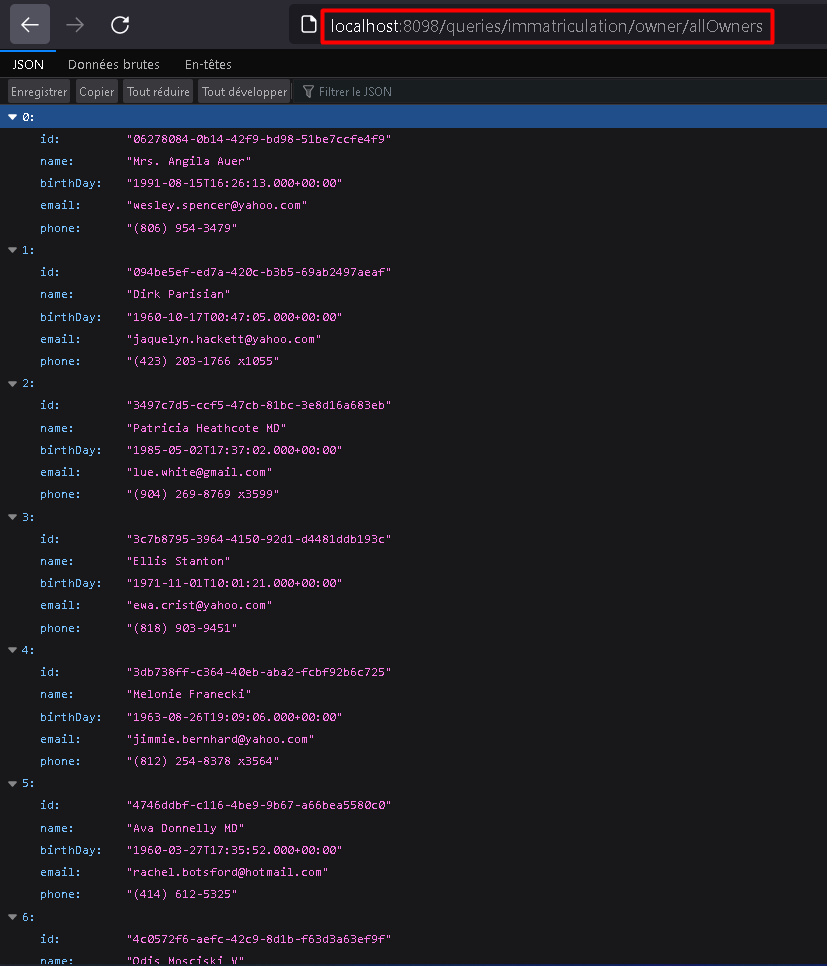 localhost:8098/queries/immatriculation/owner/allOwners
JSON Données brutes En-têtes
Enregistrer Copier Tout réduire Tout développer Filtrer le JSON
0:
id: "06278084-0b14-42f9-bd98-51be7ccfe4f9"
name: "Mrs. Angila Auer"
birthDay: "1991-08-15T16:26:13.000+00:00"
email: "wesley.spencer@yahoo.com"
phone: "(806) 954-3479"
1:
id: "094be5ef-ed7a-420c-b3b5-69ab2497aeaf"
name: "Dirk Parisian"
birthDay: "1960-10-17T00:47:05.000+00:00"
email: "jaquelyn.hackett@yahoo.com"
phone: "(423) 203-1766 x1055"
2:
id: "3497c7d5-ccf5-47cb-81bc-3e8d16a683eb"
name: "Patricia Heathcote MD"
birthDay: "1985-05-02T17:37:02.000+00:00"
email: "lue.white@gmail.com"
phone: "(904) 269-8769 x3599"
3:
id: "3c7b8795-3964-4150-92d1-d4481ddb193c"
name: "Ellis Stanton"
birthDay: "1971-11-01T10:01:21.000+00:00"
email: "ewa.crist@yahoo.com"
phone: "(818) 903-9451"
4:
id: "3db738ff-c364-40eb-aba2-fcbf92b6c725"
name: "Melonie Franecki"
birthDay: "1963-08-26T19:09:06.000+00:00"
email: "jimmie.bernhard@yahoo.com"
phone: "(812) 254-8378 x3564"
5:
id: "4746ddbf-c116-4be9-9b67-a66bea5580c0"
name: "Ava Donnelly MD"
birthDay: "1960-03-27T17:35:52.000+00:00"
email: "rachel.botsford@hotmail.com"
phone: "(414) 612-5325"
6:
id: "4c0572f6-aefc-42c9-8d1b-f63d3a63ef9f"
name: "Odis Mosciski V"